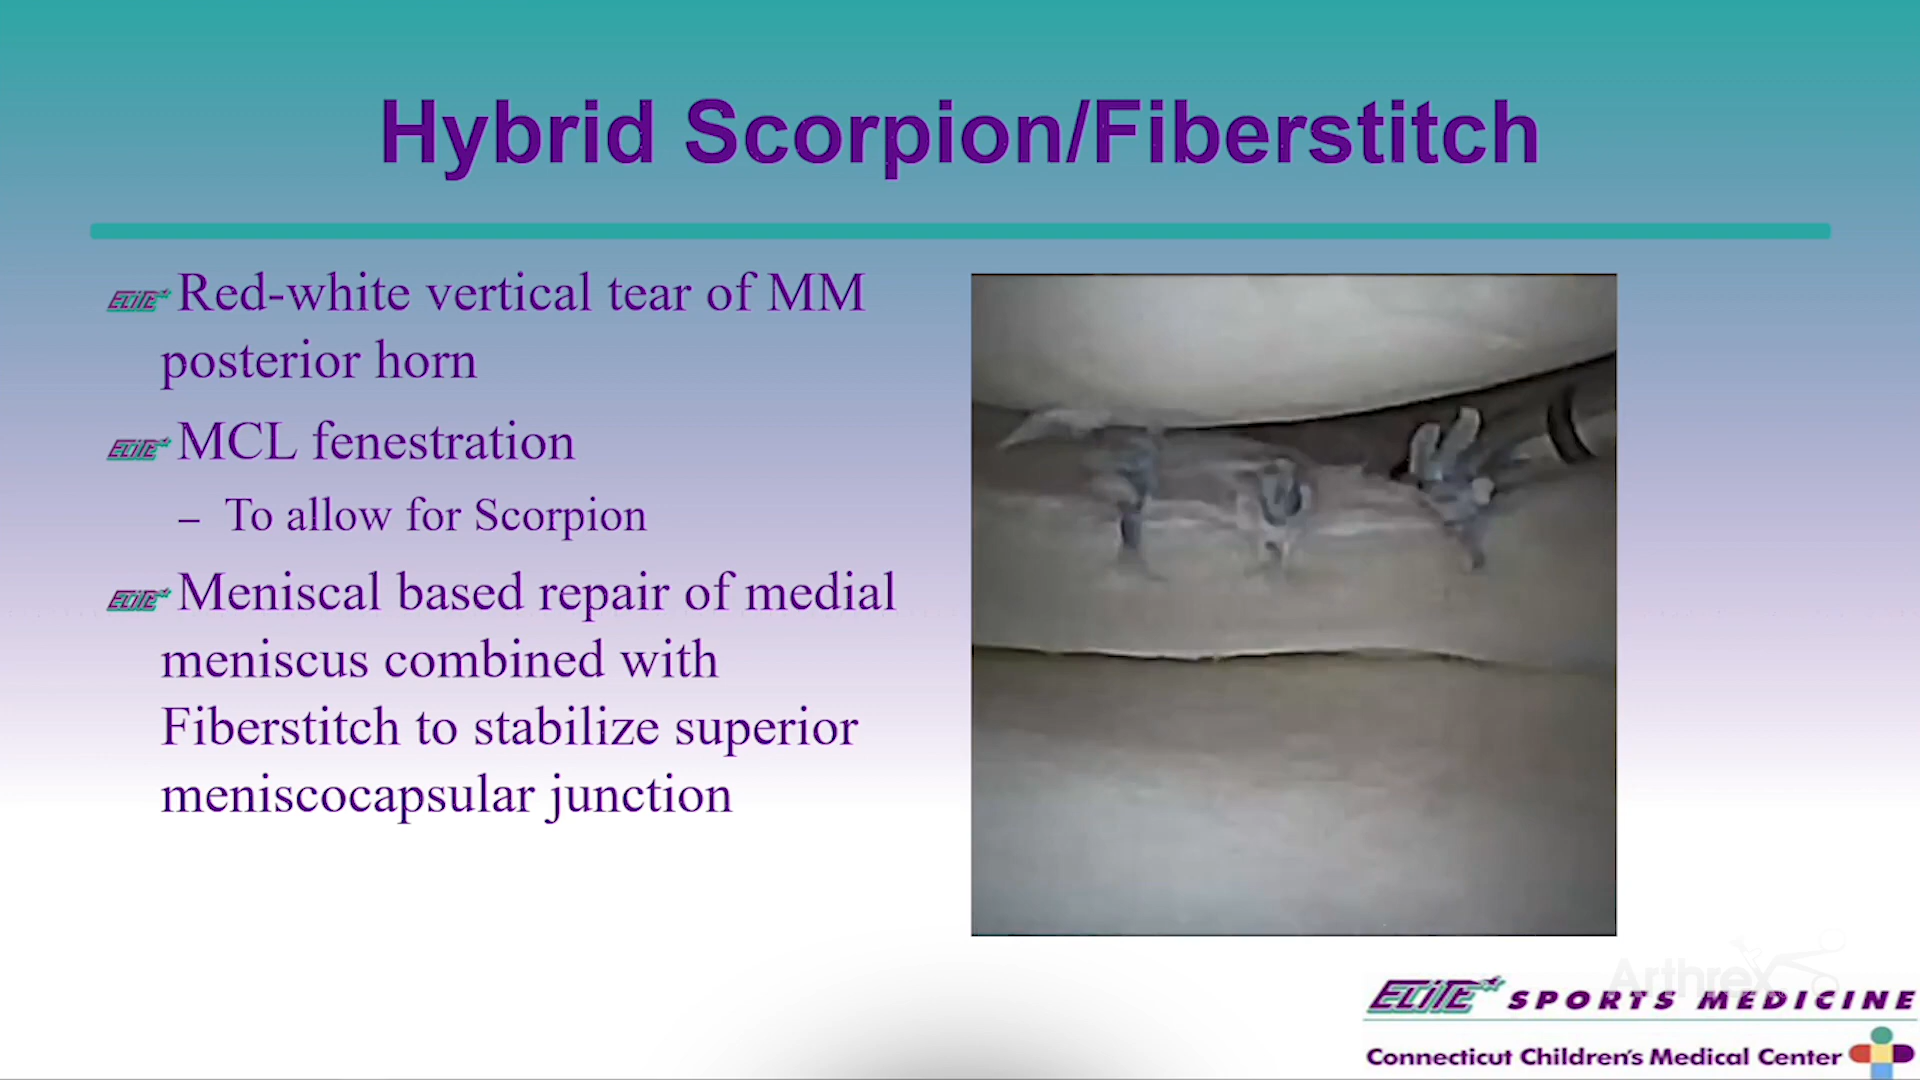 Hybrid Scorpion/Fiberstitch
Red-white vertical tear of MM
posterior horn
MCL fenestration
– To allow for Scorpion
Meniscal based repair of medial
meniscus combined with
Fiberstitch to stabilize superior
meniscocapsular junction
Arthrex
ELITE SPORTS MEDICINE
Connecticut Children's Medical Center